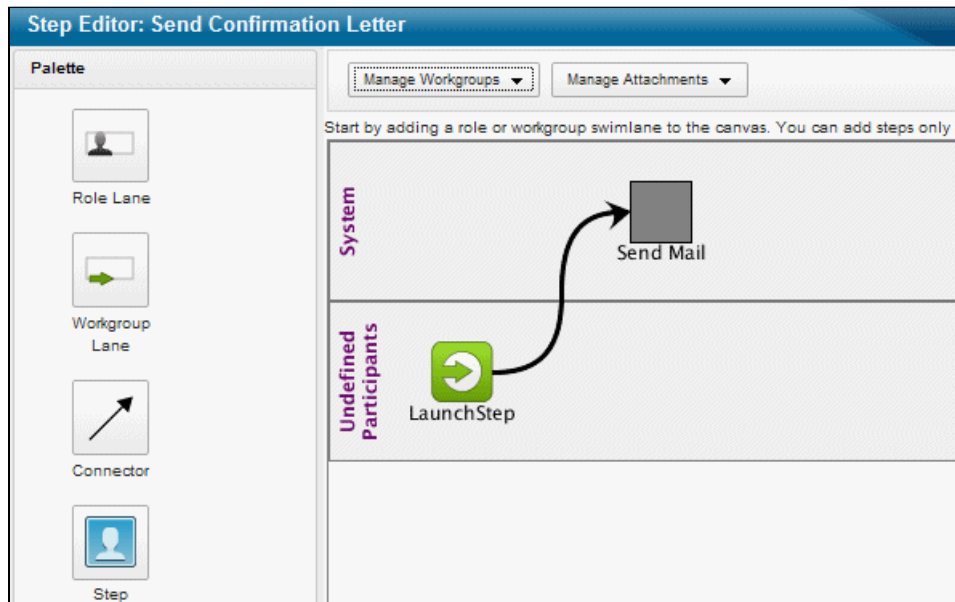 Step Editor: Send Confirmation Letter
Palette
Role Lane
Workgroup
Lane
Connector
Step
Manage Workgroups
Manage Attachments
Start by adding a role or workgroup swimlane to the canvas. You can add steps only
System
Send Mail
Undefined
Participants
LaunchStep